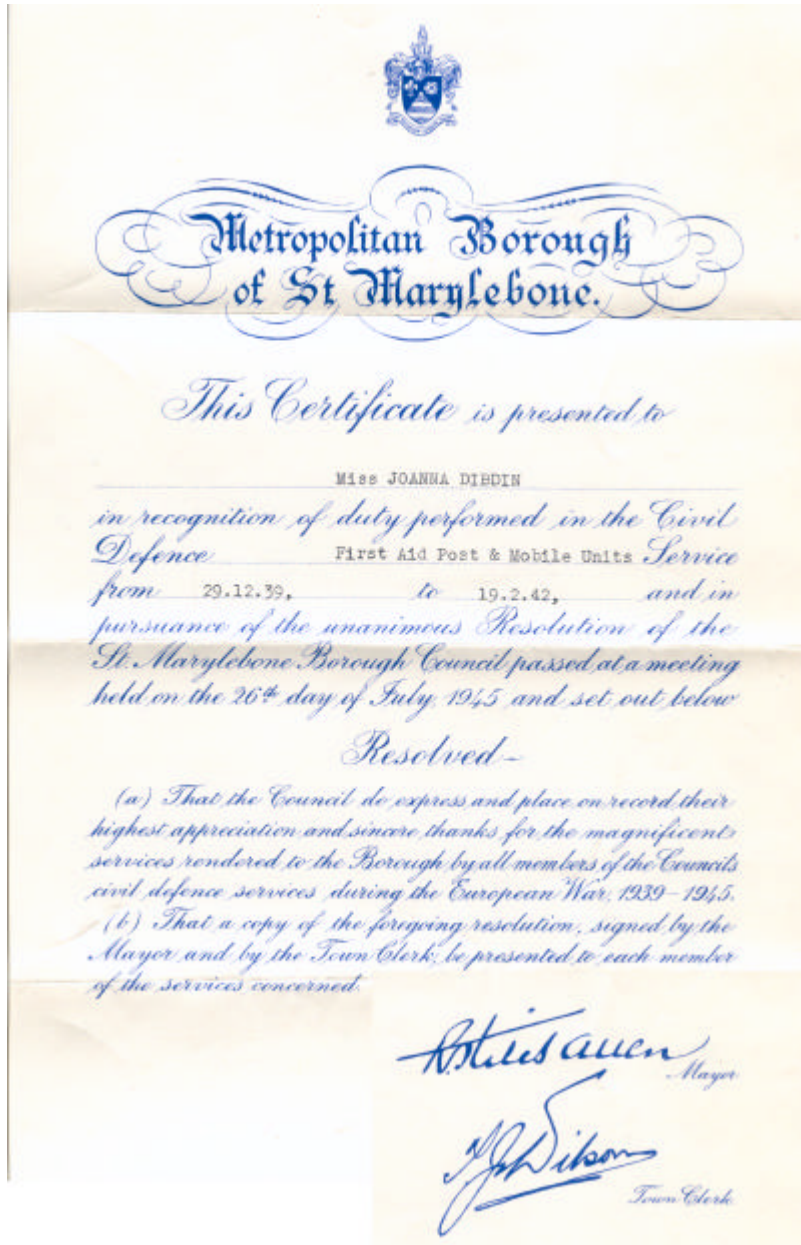 Metropolitan Borough
of St Marylebone.
This Certificate is presented to
Miss JOANNA DIBDIN
in recognition of duty performed in the Civil
Defence First Aid Post & Mobile Units Service
from 29.12.39, to 19.2.42, and in
pursuance of the unanimous Resolution of the
St. Marylebone Borough Council passed at a meeting
held on the 26th day of July, 1945 and set out below
Resolved—
(a) That the Council do express and place on record their
highest appreciation and sincere thanks for the magnificent
services rendered to the Borough by all members of the Councils
civil defence services during the European War, 1939–1945.
(b) That a copy of the foregoing resolution, signed by the
Mayor and by the Town Clerk, be presented to each member
of the services concerned.
Allen
Mayor
Wilson
Town Clerk